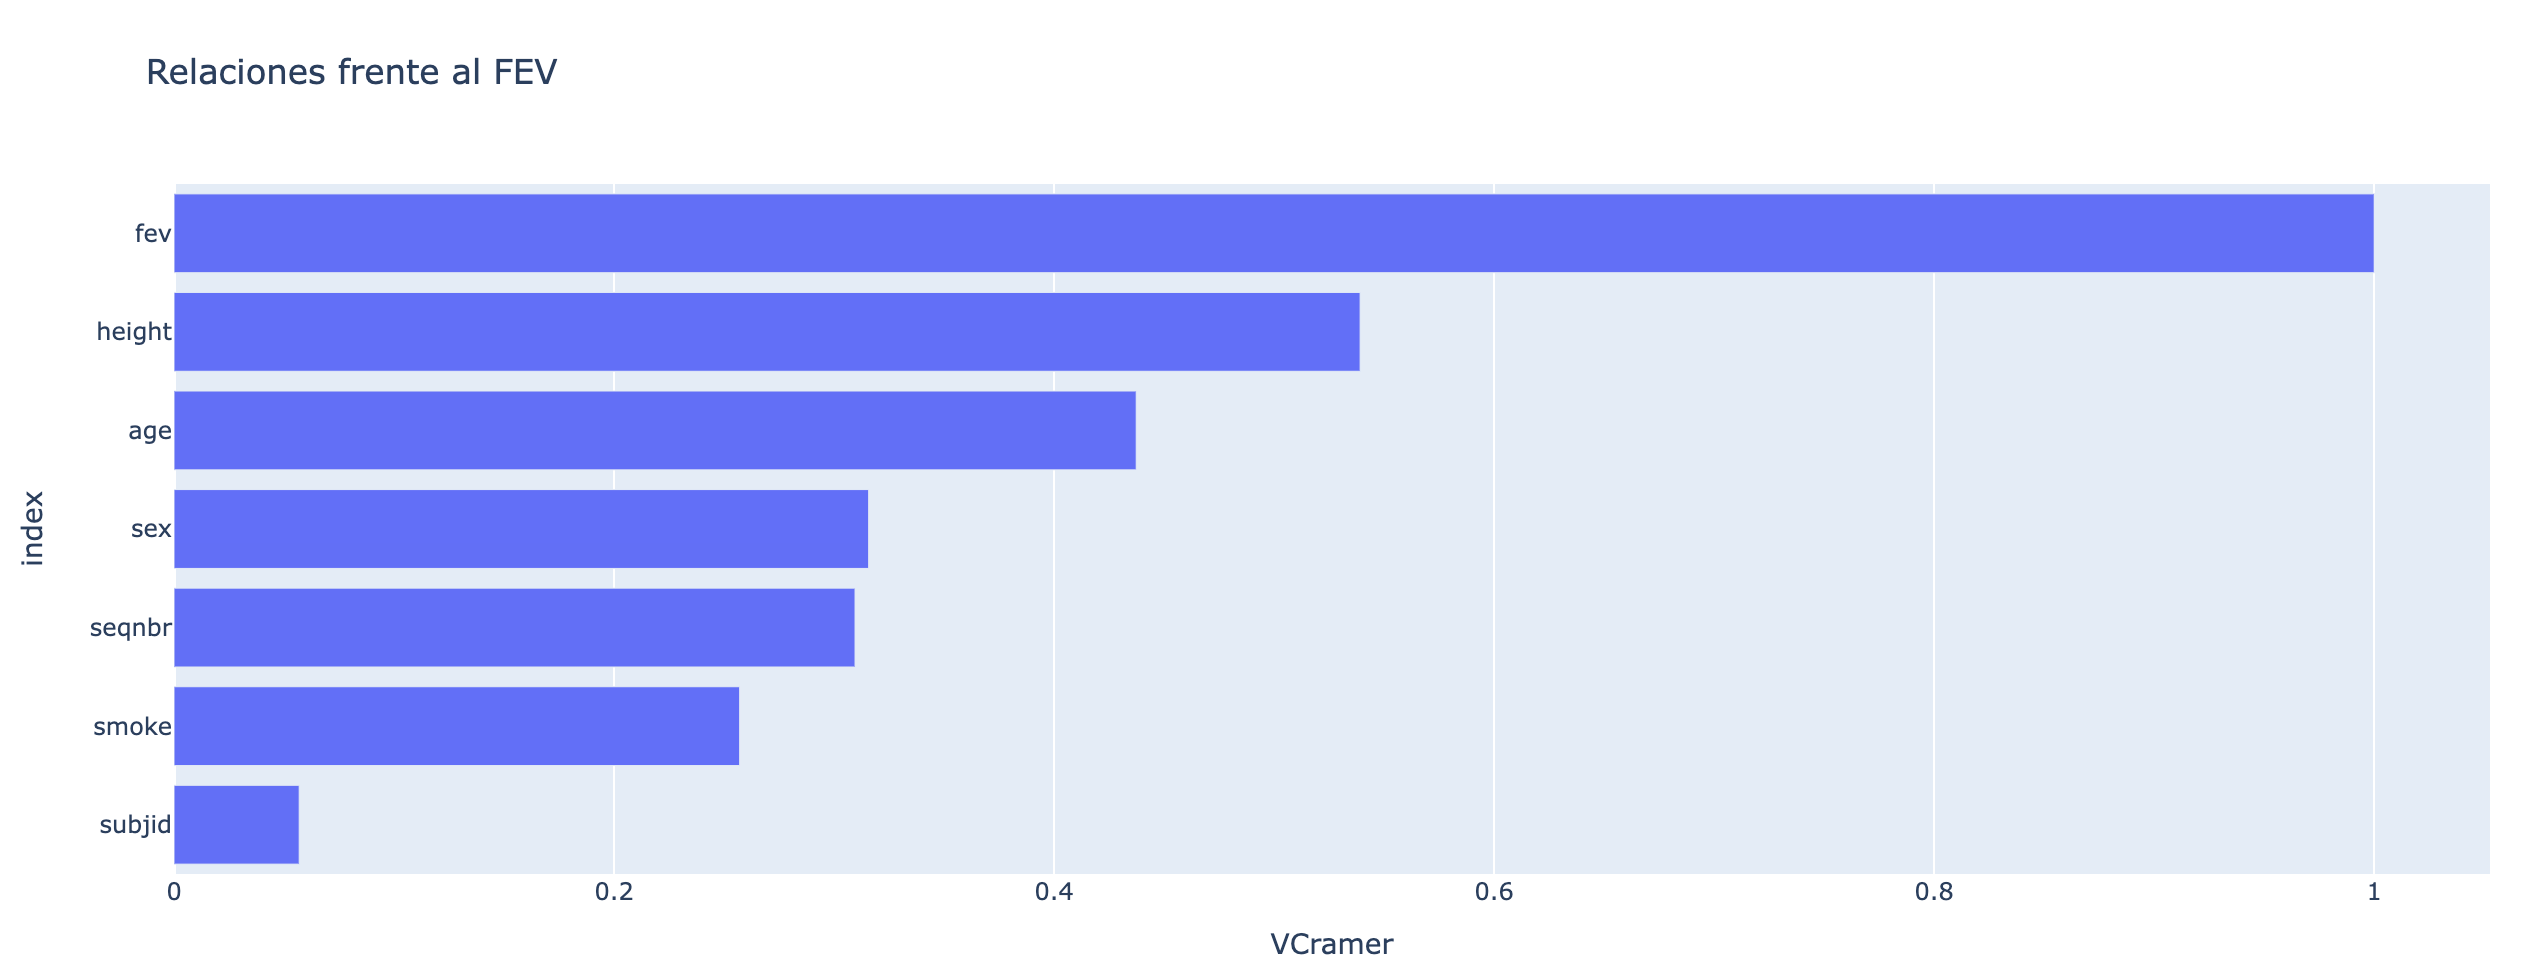 Relaciones frente al FEV
fev
height
age
sex
seqnbr
smoke
subjid
index
0 0.2 0.4 0.6 0.8 1
VCramer